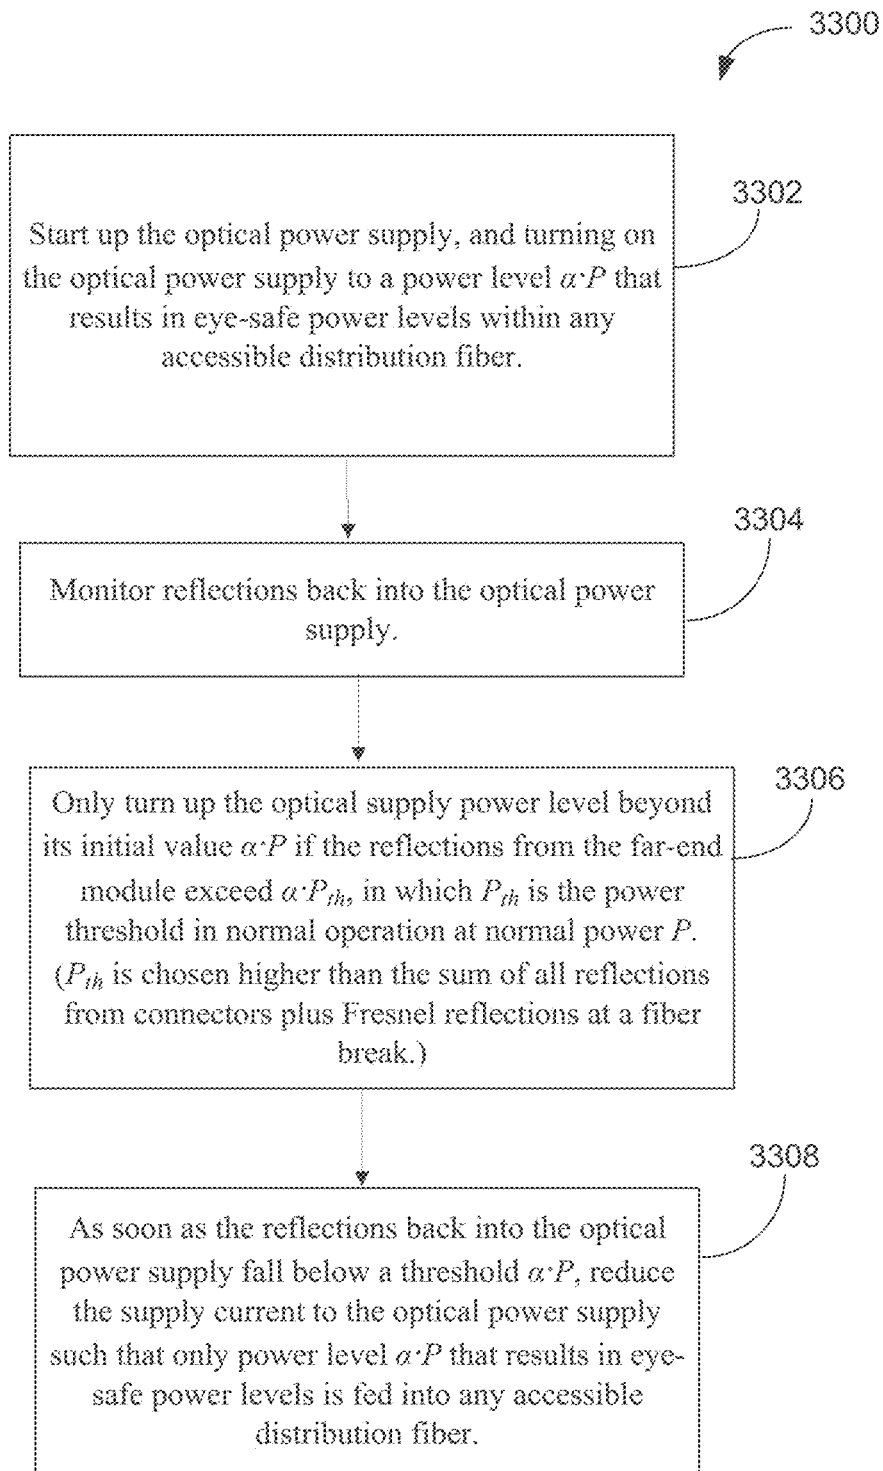 3300
3302
Start up the optical power supply, and turning on
the optical power supply to a power level α·P that
results in eye-safe power levels within any
accessible distribution fiber.
3304
Monitor reflections back into the optical power
supply.
3306
Only turn up the optical supply power level beyond
its initial value α·P if the reflections from the far-end
module exceed α·Pth, in which Pth is the power
threshold in normal operation at normal power P.
(Pth is chosen higher than the sum of all reflections
from connectors plus Fresnel reflections at a fiber
break.)
3308
As soon as the reflections back into the optical
power supply fall below a threshold α·P, reduce
the supply current to the optical power supply
such that only power level α·P that results in eye-
safe power levels is fed into any accessible
distribution fiber.